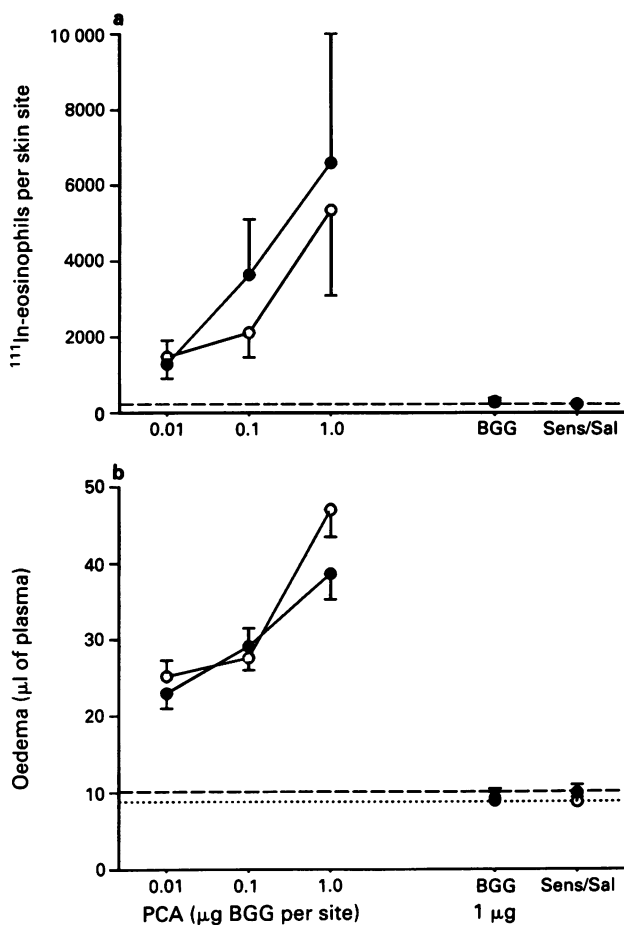 a
10 000
8000
6000
4000
2000
0
¹¹¹In-eosinophils per skin site
0.01 0.1 1.0 BGG Sens/Sal
b
50
40
30
20
10
0
Oedema (μl of plasma)
0.01 0.1 1.0 BGG Sens/Sal
PCA (μg BGG per site) 1 μg